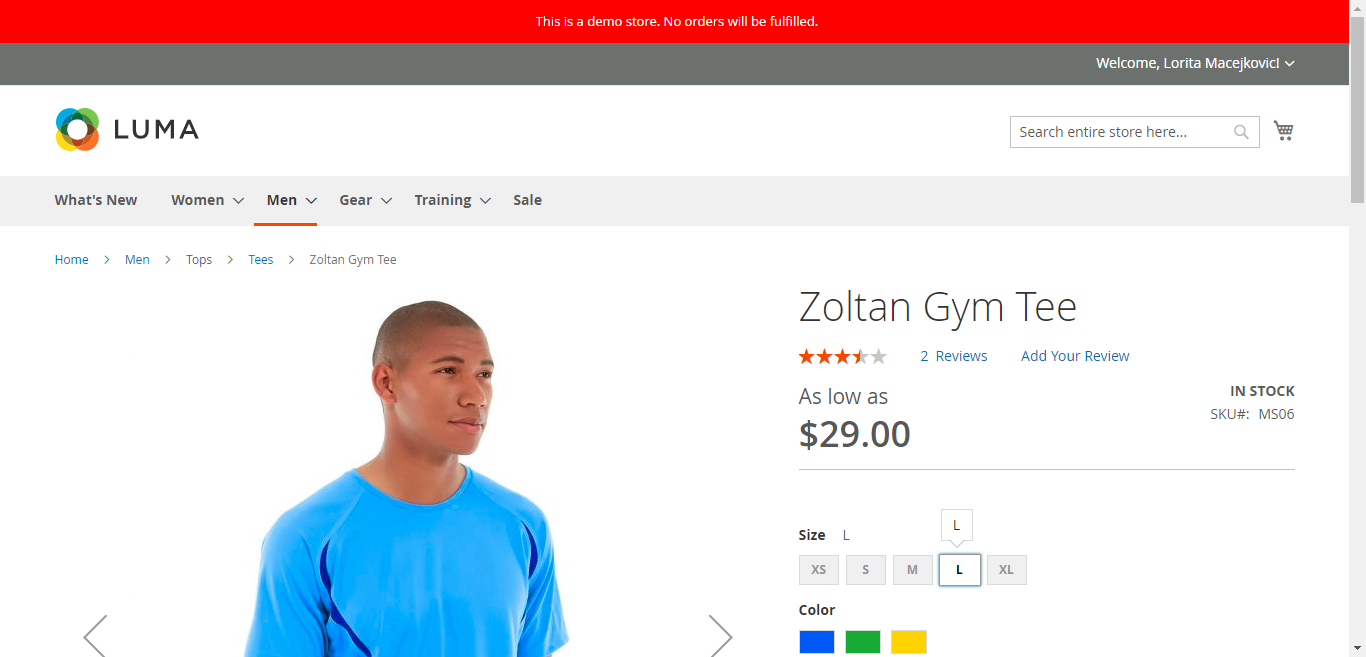 This is a demo store. No orders will be fulfilled.
Welcome, Lorita Macejkovic!
LUMA
Search entire store here...
What's New
Women
Men
Gear
Training
Sale
Home
Men
Tops
Tees
Zoltan Gym Tee
Zoltan Gym Tee
2 Reviews
Add Your Review
As low as
$29.00
IN STOCK
SKU#: MS06
L
Size L
XS
S
M
L
XL
Color